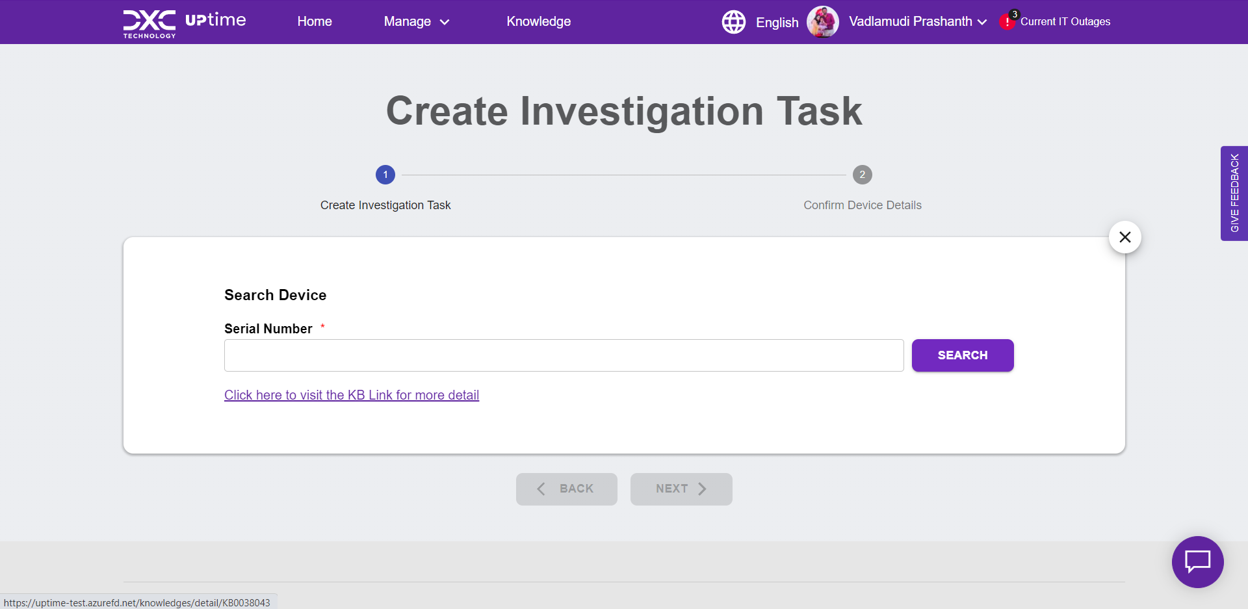 DXC
TECHNOLOGY
UPtime
Home
Manage
Knowledge
English
Vadlamudi Prashanth
!
3
Current IT Outages
Create Investigation Task
1
2
Create Investigation Task
Confirm Device Details
GIVE FEEDBACK
Search Device
Serial Number *
SEARCH
Click here to visit the KB Link for more detail
BACK
NEXT
https://uptime-test.azurefd.net/knowledges/detail/KB0038043